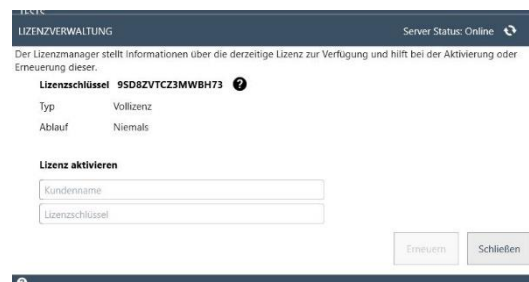 LIZENZVERWALTUNG Server Status: Online
Der Lizenzmanager stellt Informationen über die derzeitige Lizenz zur Verfügung und hilft bei der Aktivierung oder
Erneuerung dieser.
Lizenzschlüssel 9SD8ZVTCZ3MWBH73 ?
Typ Vollizenz
Ablauf Niemals
Lizenz aktivieren
Kundenname
Lizenzschlüssel
Erneuern Schließen